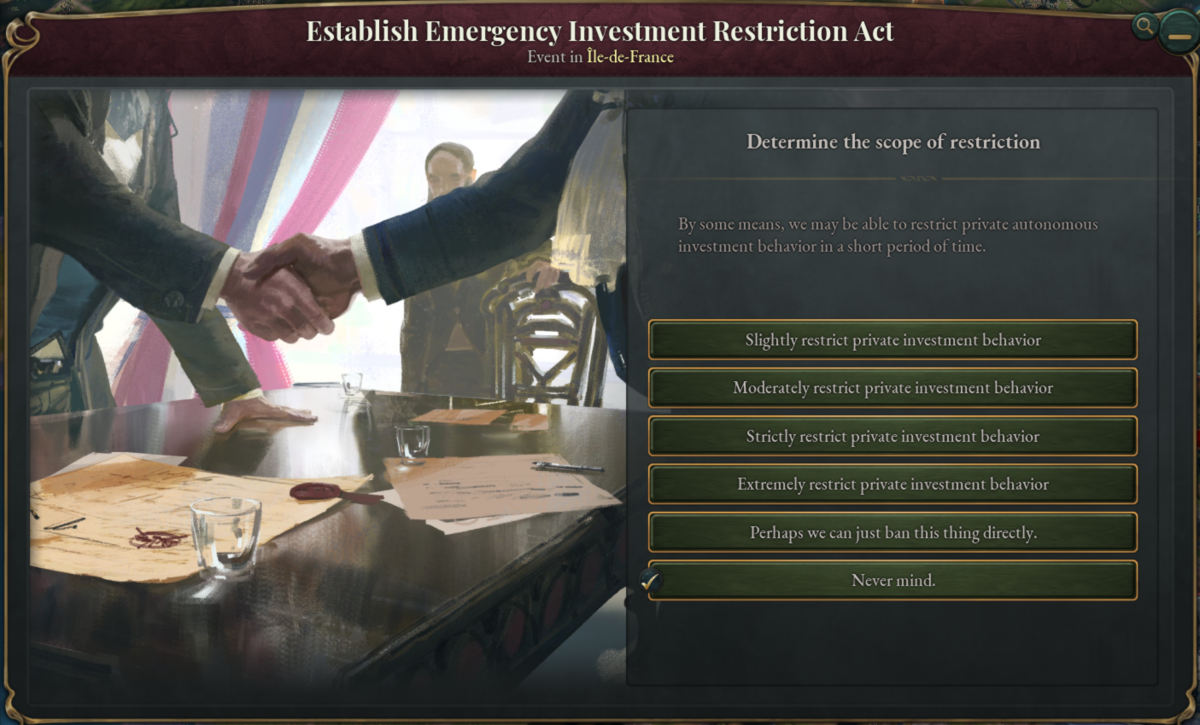 Establish Emergency Investment Restriction Act
Event in Île-de-France
Determine the scope of restriction
By some means, we may be able to restrict private autonomous
investment behavior in a short period of time.
Slightly restrict private investment behavior
Moderately restrict private investment behavior
Strictly restrict private investment behavior
Extremely restrict private investment behavior
Perhaps we can just ban this thing directly.
Never mind.